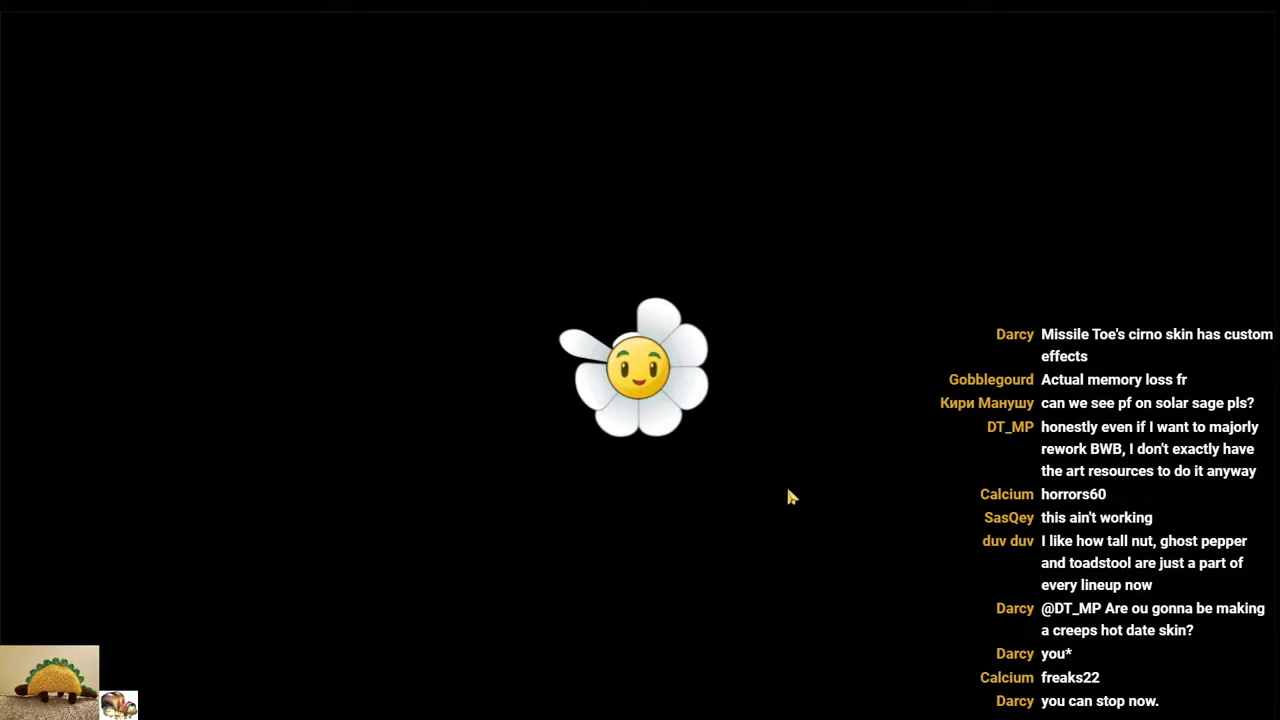 Darcy Missile Toe's cirno skin has custom
effects
Gobblegourd Actual memory loss fr
Кири Манушу can we see pf on solar sage pls?
DT_MP honestly even if I want to majorly
rework BWB, I don't exactly have
the art resources to do it anyway
Calcium horrors60
SasQey this ain't working
duv duv I like how tall nut, ghost pepper
and toadstool are just a part of
every lineup now
Darcy @DT_MP Are ou gonna be making
a creeps hot date skin?
Darcy you*
Calcium freaks22
Darcy you can stop now.